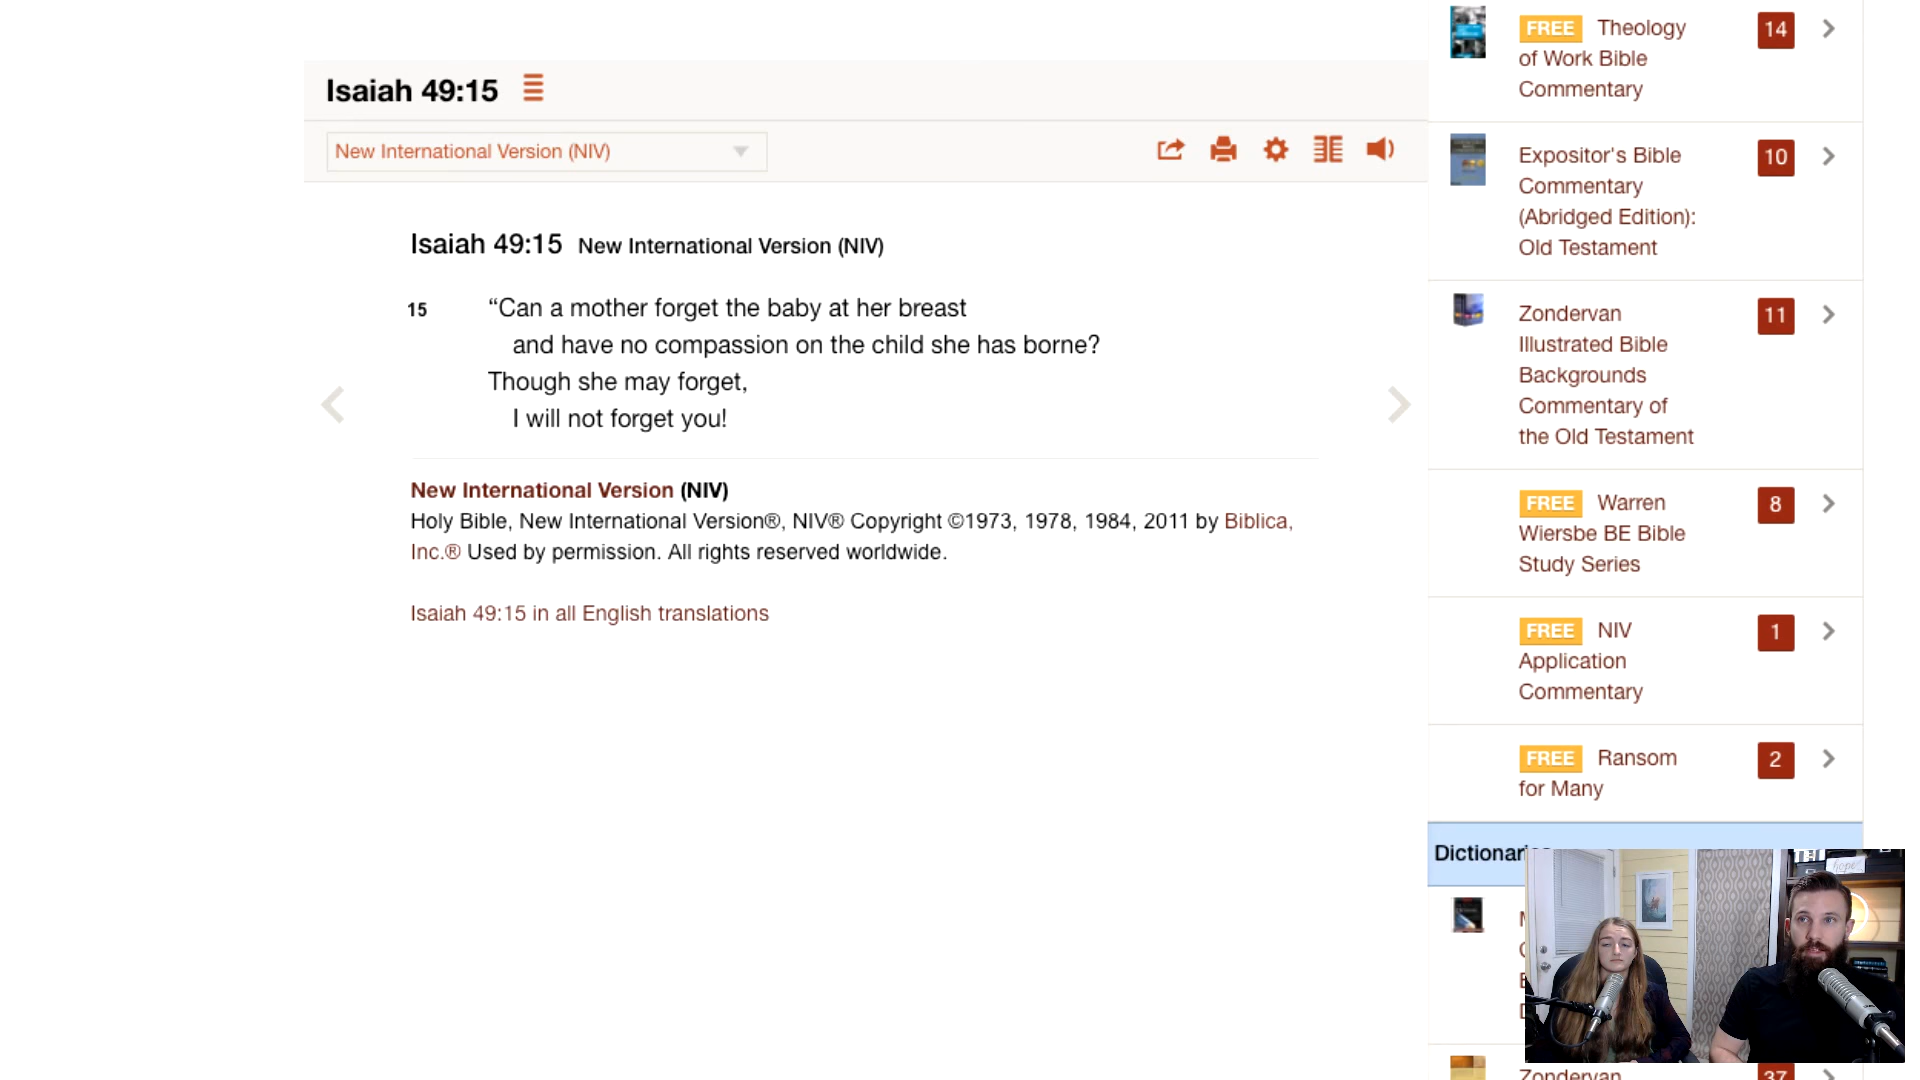 Isaiah 49:15
New International Version (NIV)
Isaiah 49:15 New International Version (NIV)
15 “Can a mother forget the baby at her breast
and have no compassion on the child she has borne?
Though she may forget,
I will not forget you!
New International Version (NIV)
Holy Bible, New International Version®, NIV® Copyright ©1973, 1978, 1984, 2011 by Biblica,
Inc.® Used by permission. All rights reserved worldwide.
Isaiah 49:15 in all English translations
FREE Theology 14
of Work Bible
Commentary
Expositor's Bible 10
Commentary
(Abridged Edition):
Old Testament
Zondervan 11
Illustrated Bible
Backgrounds
Commentary of
the Old Testament
FREE Warren 8
Wiersbe BE Bible
Study Series
FREE NIV 1
Application
Commentary
FREE Ransom 2
for Many
Zondervan 37